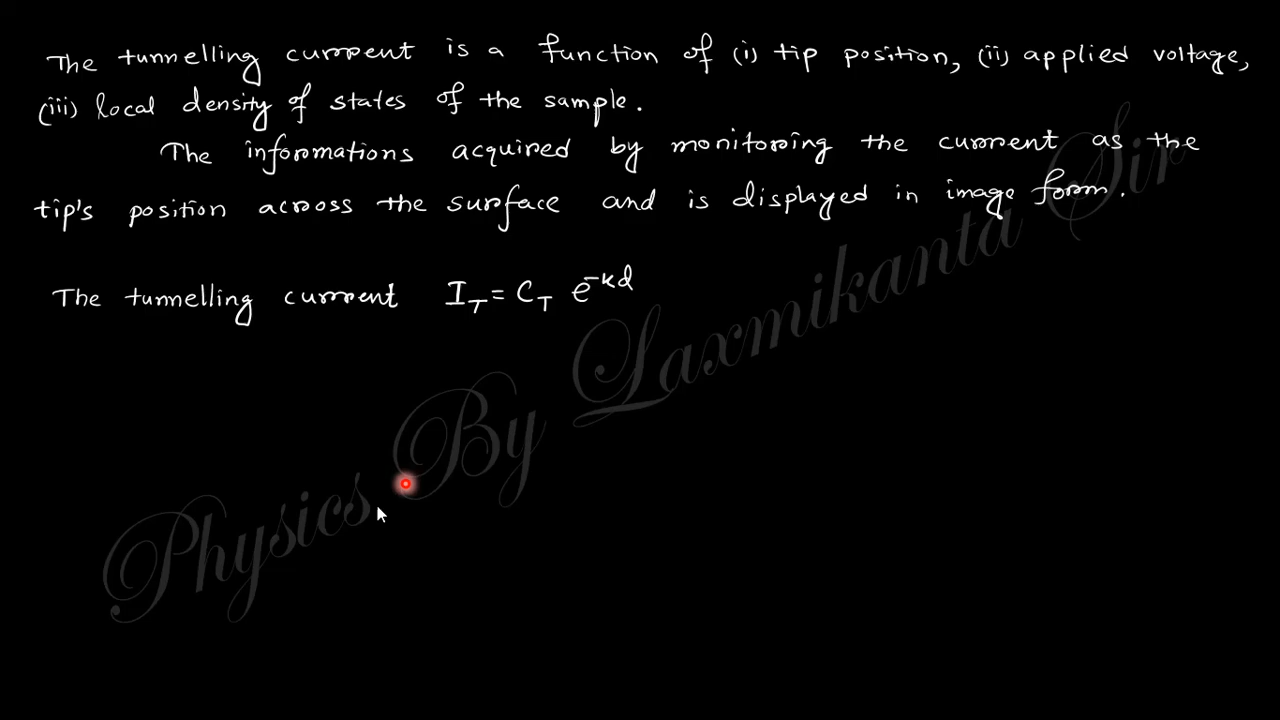 The tunnelling current is a function of (i) tip position, (ii) applied voltage,
(iii) local density of states of the sample.
The informations acquired by monitoring the current as the
tip's position across the surface and is displayed in image form.
The tunnelling current I_T = C_T e^{-κd}
Physics By Laxmikanta Sir